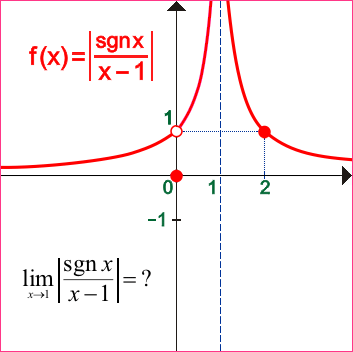 f(x)=|sgnx/x−1|
1
0 1 2
−1
lim x→1 |sgn x/x−1|=?